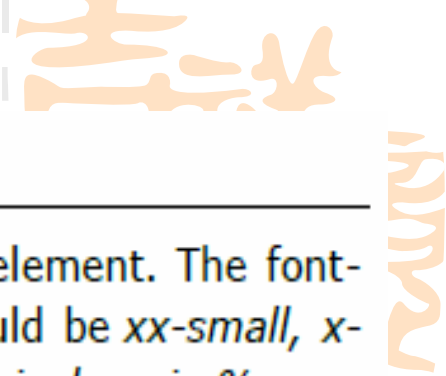 element. The font-
uld be xx-small, x-